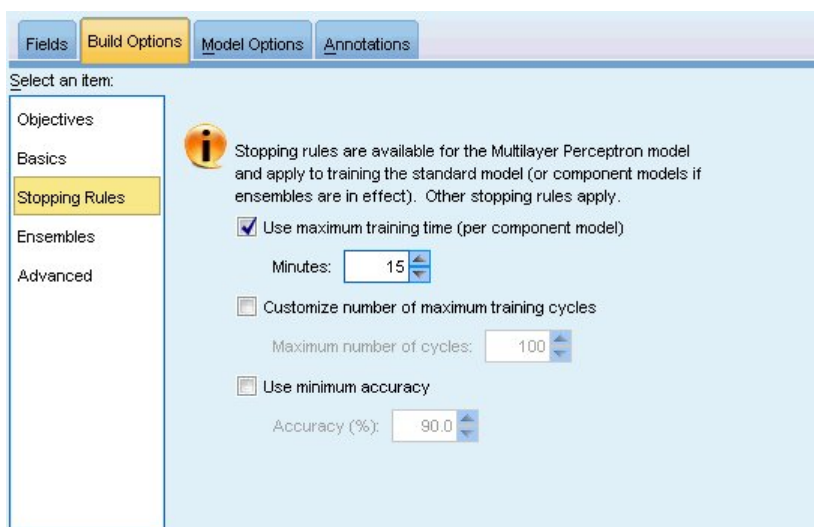 Fields Build Options Model Options Annotations
Select an item:
Objectives
Basics
Stopping Rules
Ensembles
Advanced
i
Stopping rules are available for the Multilayer Perceptron model
and apply to training the standard model (or component models if
ensembles are in effect). Other stopping rules apply.
Use maximum training time (per component model)
Minutes: 15
Customize number of maximum training cycles
Maximum number of cycles: 100
Use minimum accuracy
Accuracy (%): 90.0